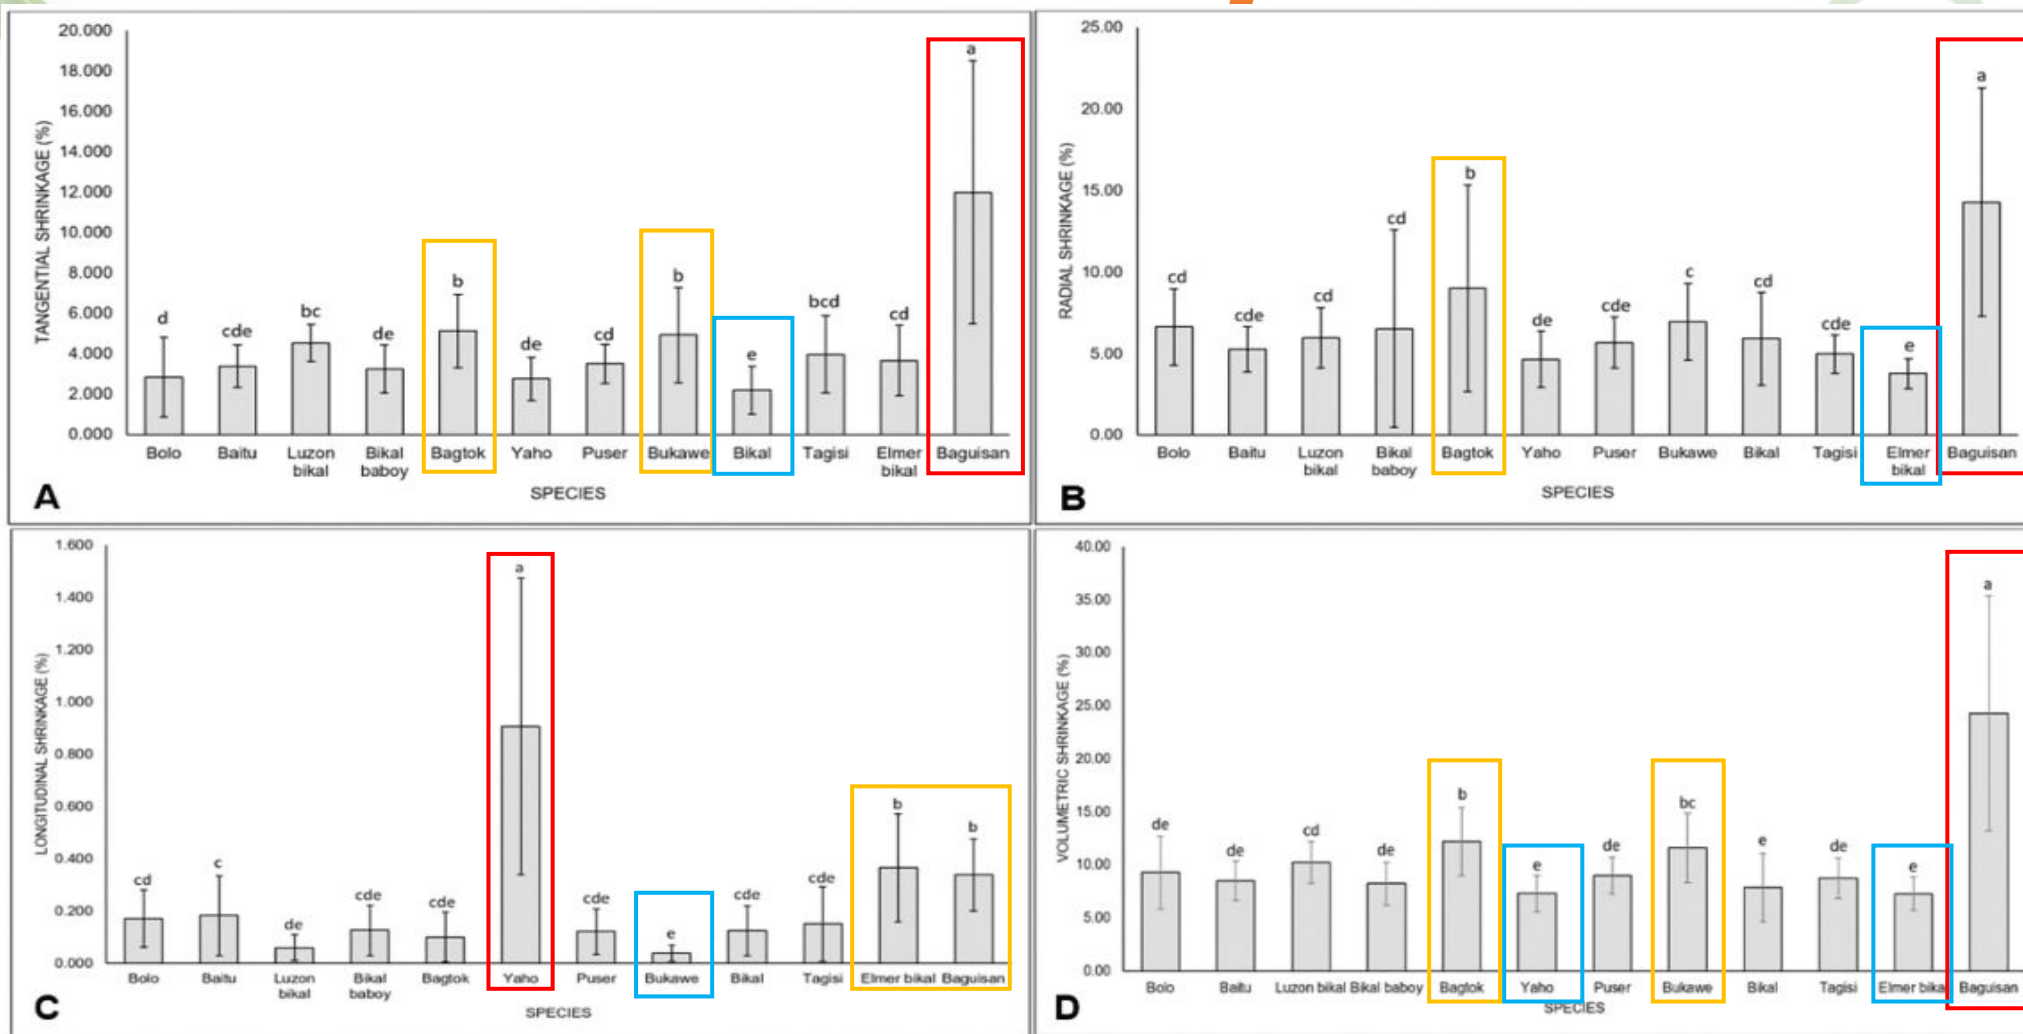 20.000
18.000
16.000
14.000
12.000
10.000
8.000
6.000
4.000
2.000
0.000
TANGENTIAL SHRINKAGE (%)
d
cde
bc
de
b
de
cd
b
e
bcd
cd
a
Bolo
Baitu
Luzon bikal
Bikal baboy
Bagtok
Yaho
Puser
Bukawe
Bikal
Tagisi
Elmer bikal
Baguisan
SPECIES
A
25.00
20.00
15.00
10.00
5.00
0.00
RADIAL SHRINKAGE (%)
cd
cde
cd
cd
b
de
cde
c
cd
cde
e
a
Bolo
Baitu
Luzon bikal
Bikal baboy
Bagtok
Yaho
Puser
Bukawe
Bikal
Tagisi
Elmer bikal
Baguisan
SPECIES
B
1.600
1.400
1.200
1.000
0.800
0.600
0.400
0.200
0.000
LONGITUDINAL SHRINKAGE (%)
cd
c
de
cde
cde
a
cde
e
cde
cde
b
b
Bolo
Baitu
Luzon bikal
Bikal baboy
Bagtok
Yaho
Puser
Bukawe
Bikal
Tagisi
Elmer bikal
Baguisan
SPECIES
C
40.00
35.00
30.00
25.00
20.00
15.00
10.00
5.00
0.00
VOLUMETRIC SHRINKAGE (%)
de
de
cd
de
b
e
de
bc
e
de
e
a
Bolo
Baitu
Luzon bikal
Bikal baboy
Bagtok
Yaho
Puser
Bukawe
Bikal
Tagisi
Elmer bika
Baguisan
SPECIES
D